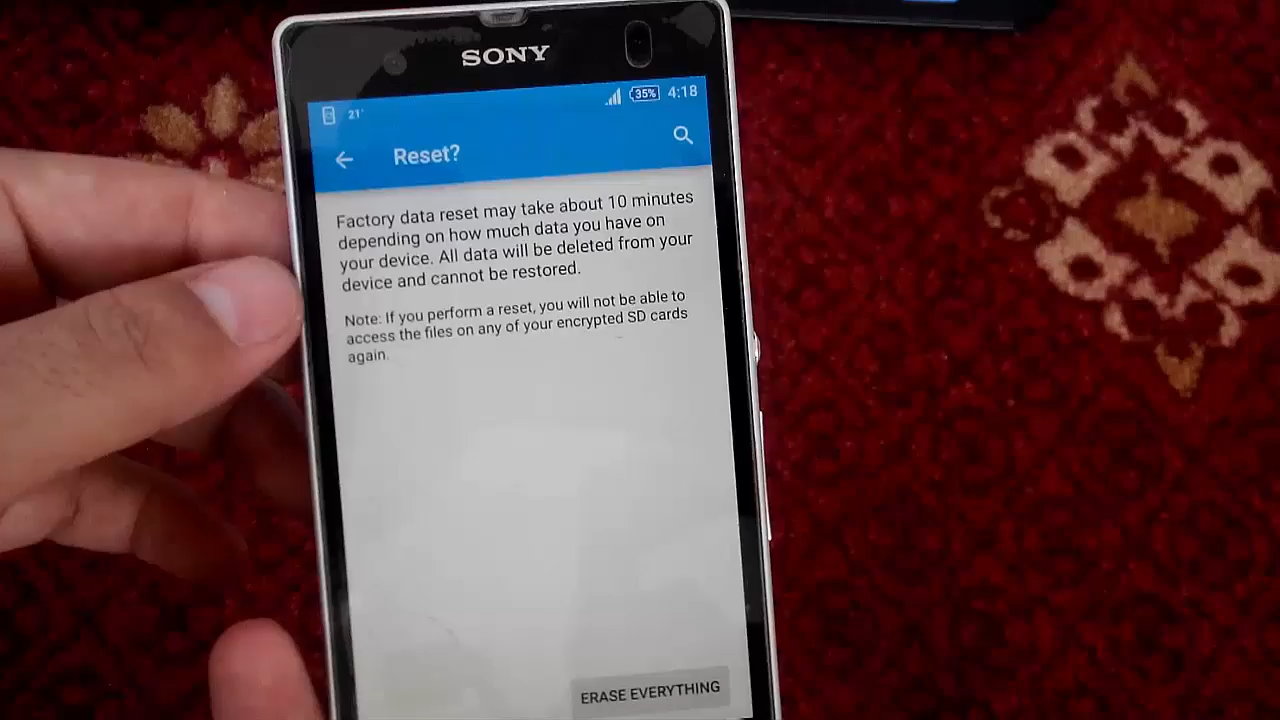 SONY
21°
35% 4:18
Reset?
Factory data reset may take about 10 minutes
depending on how much data you have on
your device. All data will be deleted from your
device and cannot be restored.
Note: If you perform a reset, you will not be able to
access the files on any of your encrypted SD cards
again.
ERASE EVERYTHING